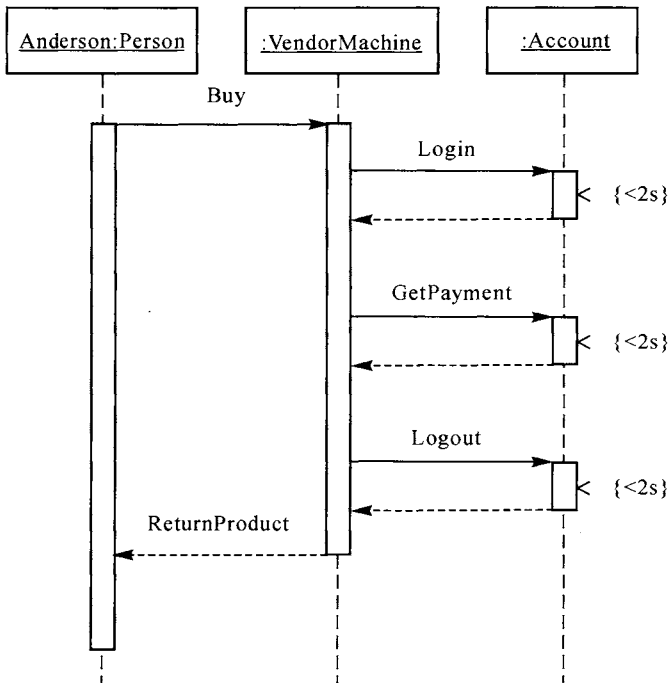 Anderson:Person
:VendorMachine
:Account
Buy
Login
{<2s}
GetPayment
{<2s}
Logout
{<2s}
ReturnProduct